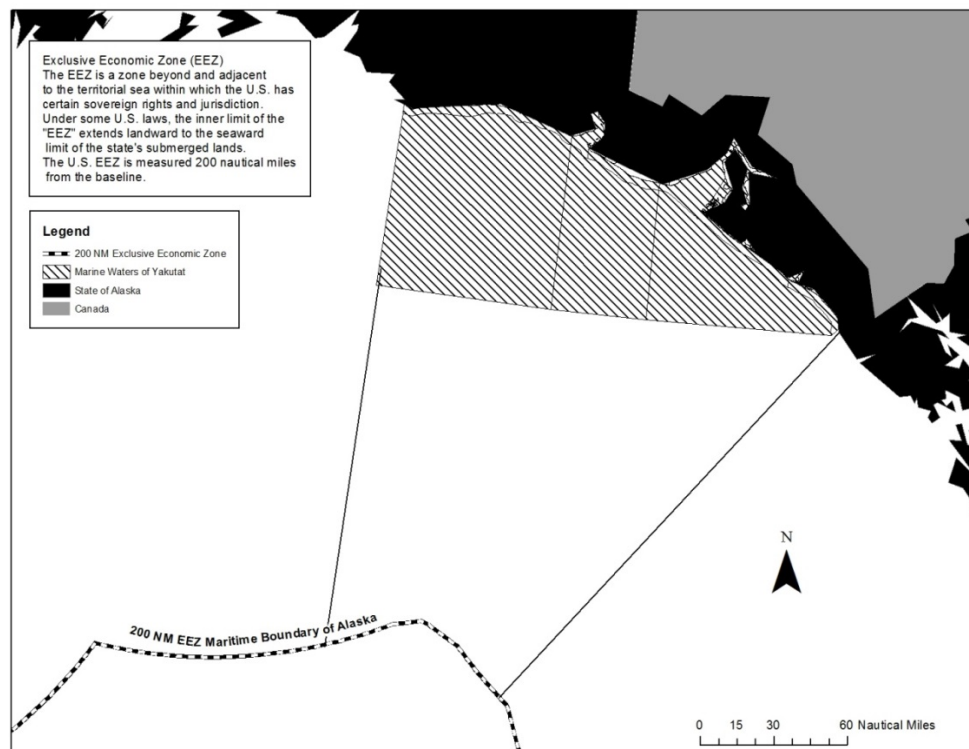 Exclusive Economic Zone (EEZ)
The EEZ is a zone beyond and adjacent
to the territorial sea within which the U.S. has
certain sovereign rights and jurisdiction.
Under some U.S. laws, the inner limit of the
"EEZ" extends landward to the seaward
limit of the state's submerged lands.
The U.S. EEZ is measured 200 nautical miles
from the baseline.
Legend
200 NM Exclusive Economic Zone
Marine Waters of Yakutat
State of Alaska
Canada
N
200 NM EEZ Maritime Boundary of Alaska
0 15 30 60 Nautical Miles